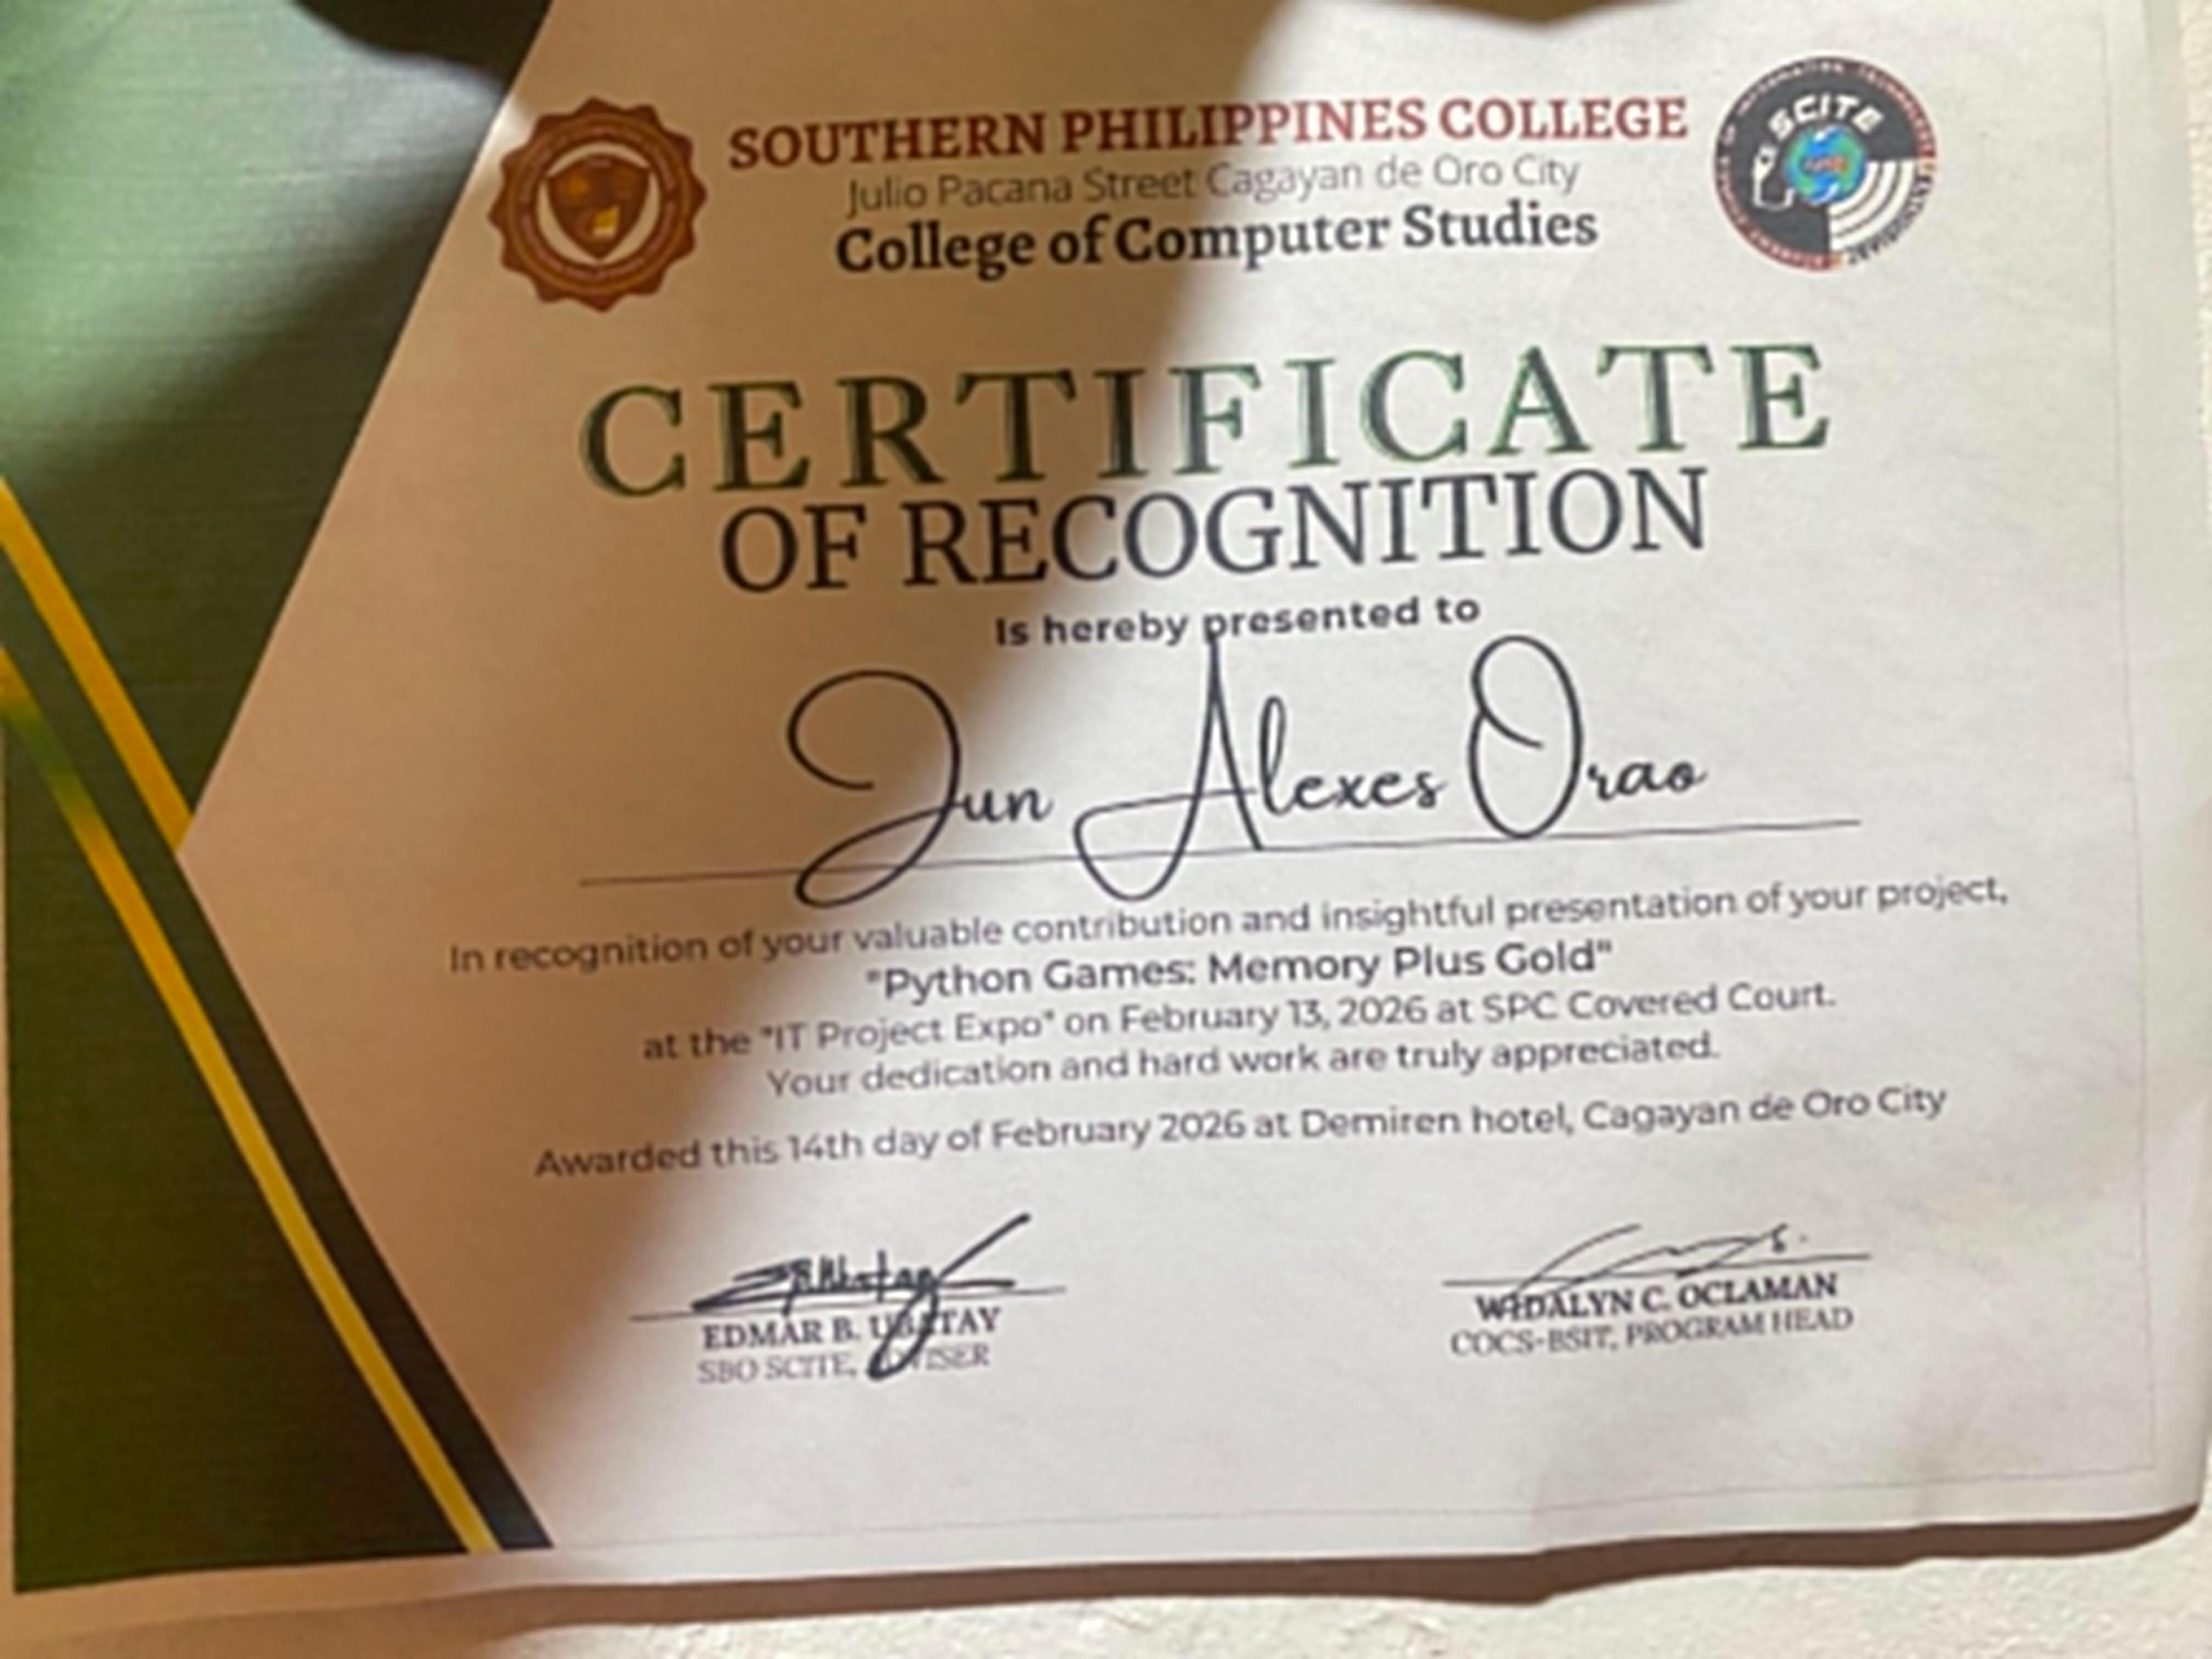 SOUTHERN PHILIPPINES COLLEGE
Julio Pacana Street Cagayan de Oro City
College of Computer Studies
SCITE
CERTIFICATE
OF RECOGNITION
Is hereby presented to
Jun Alexes Orao
In recognition of your valuable contribution and insightful presentation of your project,
"Python Games: Memory Plus Gold"
at the "IT Project Expo" on February 13, 2026 at SPC Covered Court.
Your dedication and hard work are truly appreciated.
Awarded this 14th day of February 2026 at Demiren hotel, Cagayan de Oro City
EDMAR B. UBATAY
SBO SCITE, ADVISER
WIDALYN C. OCLAMAN
COCS-BSIT, PROGRAM HEAD